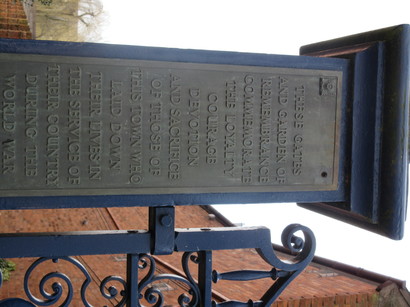 THESE GATES
AND GARDEN OF
REMEMBRANCE
COMMEMORATE
THE LOYALTY
COURAGE
DEVOTION
AND SACRIFICE
OF THOSE OF
THIS TOWN WHO
LAID DOWN
THEIR LIVES IN
THE SERVICE OF
THEIR COUNTRY
DURING THE
WORLD WAR